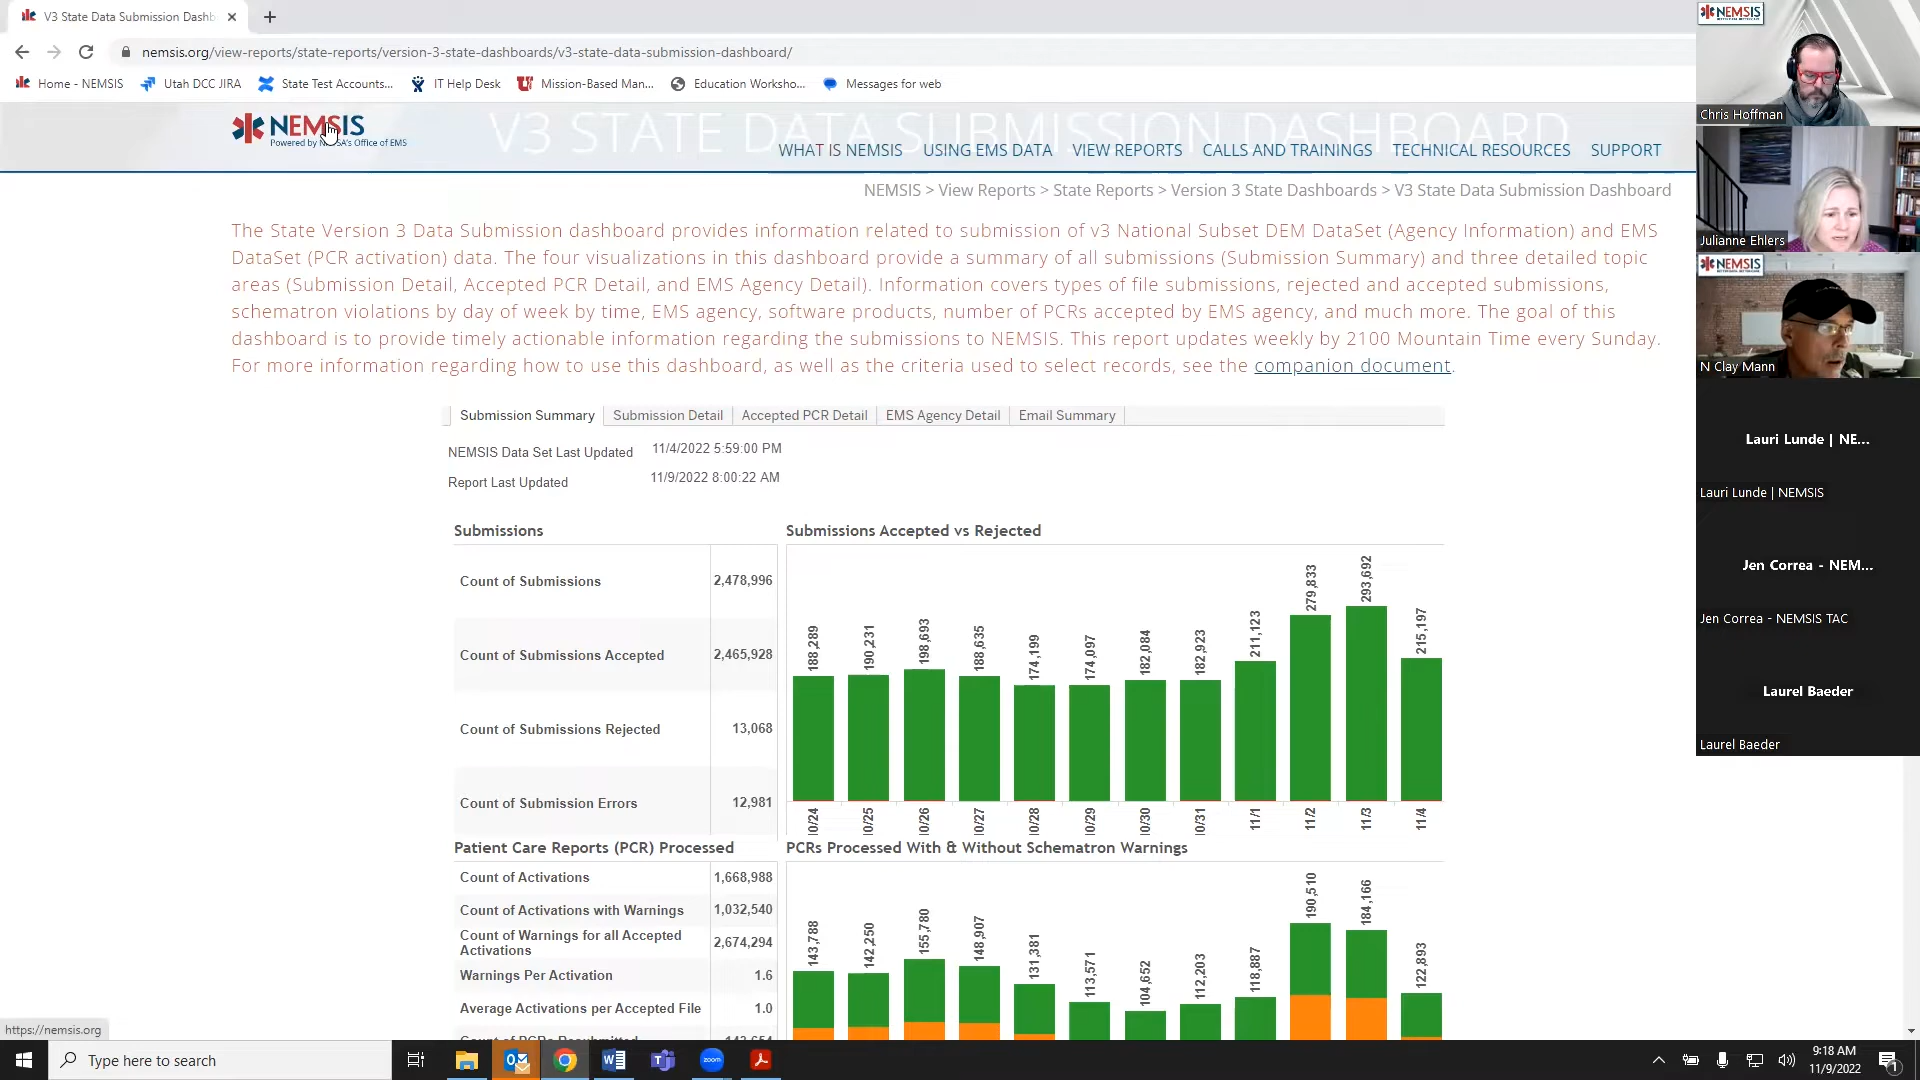 V3 State Data Submission Dashb
nemsis.org/view-reports/state-reports/version-3-state-dashboards/v3-state-data-submission-dashboard/
Home - NEMSIS
Utah DCC JIRA
State Test Accounts...
IT Help Desk
Mission-Based Man...
Education Worksho...
Messages for web
NEMSIS
Powered by NHTSA's Office of EMS
V3 STATE DATA SUBMISSION DASHBOARD
WHAT IS NEMSIS USING EMS DATA VIEW REPORTS CALLS AND TRAININGS TECHNICAL RESOURCES SUPPORT
NEMSIS > View Reports > State Reports > Version 3 State Dashboards > V3 State Data Submission Dashboard
The State Version 3 Data Submission dashboard provides information related to submission of v3 National Subset DEM DataSet (Agency Information) and EMS
DataSet (PCR activation) data. The four visualizations in this dashboard provide a summary of all submissions (Submission Summary) and three detailed topic
areas (Submission Detail, Accepted PCR Detail, and EMS Agency Detail). Information covers types of file submissions, rejected and accepted submissions,
schematron violations by day of week by time, EMS agency, software products, number of PCRs accepted by EMS agency, and much more. The goal of this
dashboard is to provide timely actionable information regarding the submissions to NEMSIS. This report updates weekly by 2100 Mountain Time every Sunday.
For more information regarding how to use this dashboard, as well as the criteria used to select records, see the companion document.
Submission Summary Submission Detail Accepted PCR Detail EMS Agency Detail Email Summary
NEMSIS Data Set Last Updated 11/4/2022 5:59:00 PM
Report Last Updated 11/9/2022 8:00:22 AM
Submissions
Count of Submissions 2,478,996
Count of Submissions Accepted 2,465,928
Count of Submissions Rejected 13,068
Count of Submission Errors 12,981
Submissions Accepted vs Rejected
188,289 190,231 198,693 188,635 174,199 174,097 182,084 182,923 211,123 279,833 293,692 215,197
10/24 10/25 10/26 10/27 10/28 10/29 10/30 10/31 11/1 11/2 11/3 11/4
Patient Care Reports (PCR) Processed
Count of Activations 1,668,988
Count of Activations with Warnings 1,032,540
Count of Warnings for all Accepted
Activations 2,674,294
Warnings Per Activation 1.6
Average Activations per Accepted File 1.0
PCRs Processed With & Without Schematron Warnings
143,788 142,250 155,780 148,907 131,381 113,571 104,652 112,203 118,887 190,510 184,166 122,893
https://nemsis.org
NEMSIS
Chris Hoffman
Julianne Ehlers
NEMSIS
N Clay Mann
Lauri Lunde | NE...
Lauri Lunde | NEMSIS
Jen Correa - NEM...
Jen Correa - NEMSIS TAC
Laurel Baeder
Laurel Baeder
Type here to search
zoom
9:18 AM
11/9/2022
1